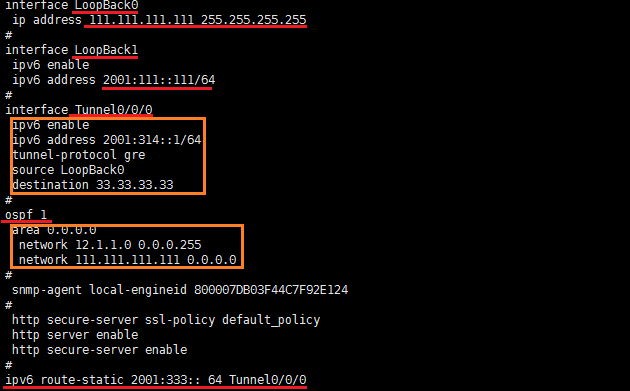 interface LoopBack0
ip address 111.111.111.111 255.255.255.255
#
interface LoopBack1
ipv6 enable
ipv6 address 2001:111::111/64
#
interface Tunnel0/0/0
ipv6 enable
ipv6 address 2001:314::1/64
tunnel-protocol gre
source LoopBack0
destination 33.33.33.33
#
ospf 1
area 0.0.0.0
network 12.1.1.0 0.0.0.255
network 111.111.111.111 0.0.0.0
#
snmp-agent local-engineid 800007DB03F44C7F92E124
#
http secure-server ssl-policy default_policy
http server enable
http secure-server enable
#
ipv6 route-static 2001:333:: 64 Tunnel0/0/0